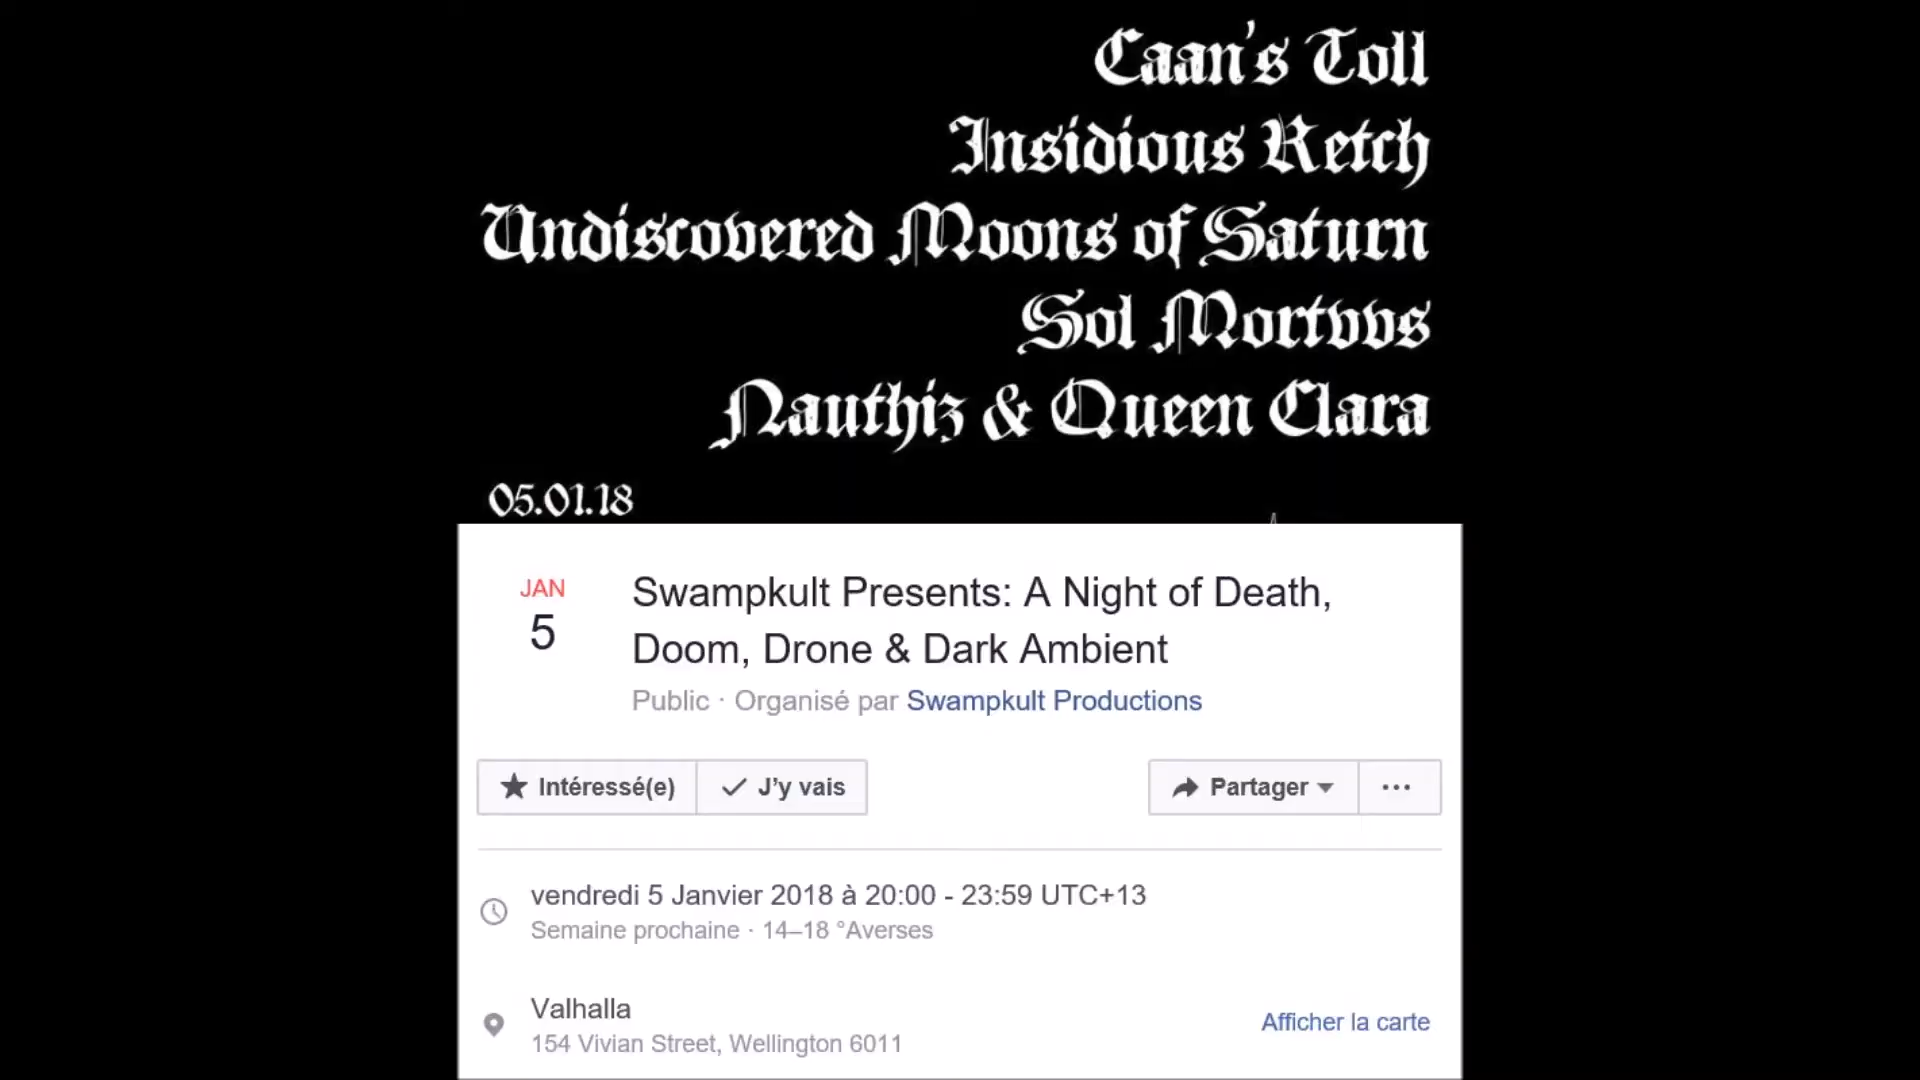 Caan's Toll
Insidious Retch
Undiscovered Moons of Saturn
Sol Mortvvs
Nauthiz & Queen Clara
05.01.18
JAN
5
Swampkult Presents: A Night of Death,
Doom, Drone & Dark Ambient
Public · Organisé par Swampkult Productions
Intéressé(e)
J'y vais
Partager
vendredi 5 Janvier 2018 à 20:00 - 23:59 UTC+13
Semaine prochaine · 14–18 °Averses
Valhalla
154 Vivian Street, Wellington 6011
Afficher la carte